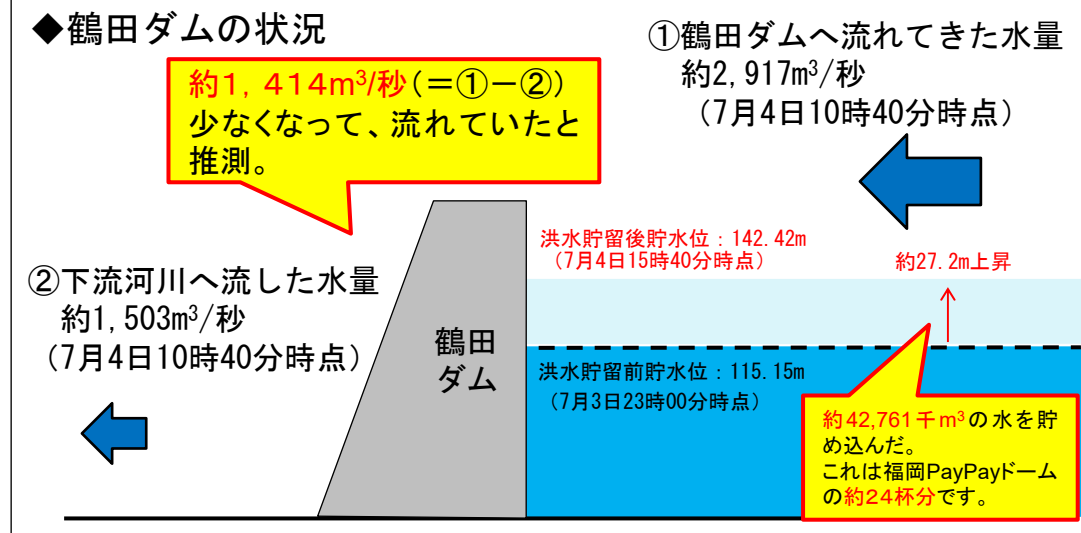 ◆鶴田ダムの状況
①鶴田ダムへ流れてきた水量
約2,917m³/秒
（7月4日10時40分時点）
約1,414m³/秒（＝①－②）
少なくなって、流れていたと
推測。
洪水貯留後貯水位：142.42m
（7月4日15時40分時点）
約27.2m上昇
②下流河川へ流した水量
約1,503m³/秒
（7月4日10時40分時点）
鶴田
ダム
洪水貯留前貯水位：115.15m
（7月3日23時00分時点）
約42,761千m³の水を貯
め込んだ。
これは福岡PayPayドーム
の約24杯分です。